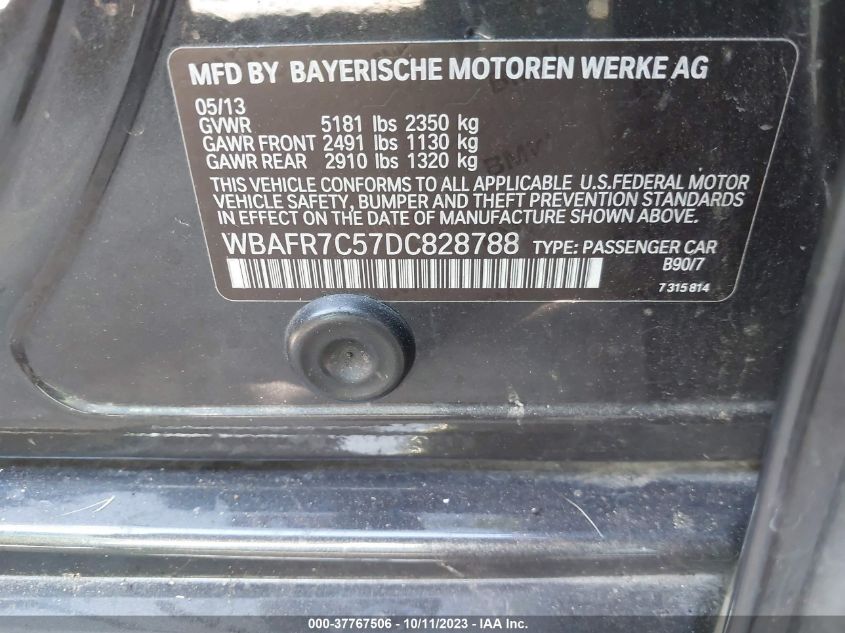 MFD BY BAYERISCHE MOTOREN WERKE AG
05/13
GVWR 5181 lbs 2350 kg
GAWR FRONT 2491 lbs 1130 kg
GAWR REAR 2910 lbs 1320 kg
THIS VEHICLE CONFORMS TO ALL APPLICABLE U.S.FEDERAL MOTOR
VEHICLE SAFETY, BUMPER AND THEFT PREVENTION STANDARDS
IN EFFECT ON THE DATE OF MANUFACTURE SHOWN ABOVE.
WBAFR7C57DC828788 TYPE: PASSENGER CAR
B90/7
7 315 814
000-37767506 - 10/11/2023 - IAA Inc.